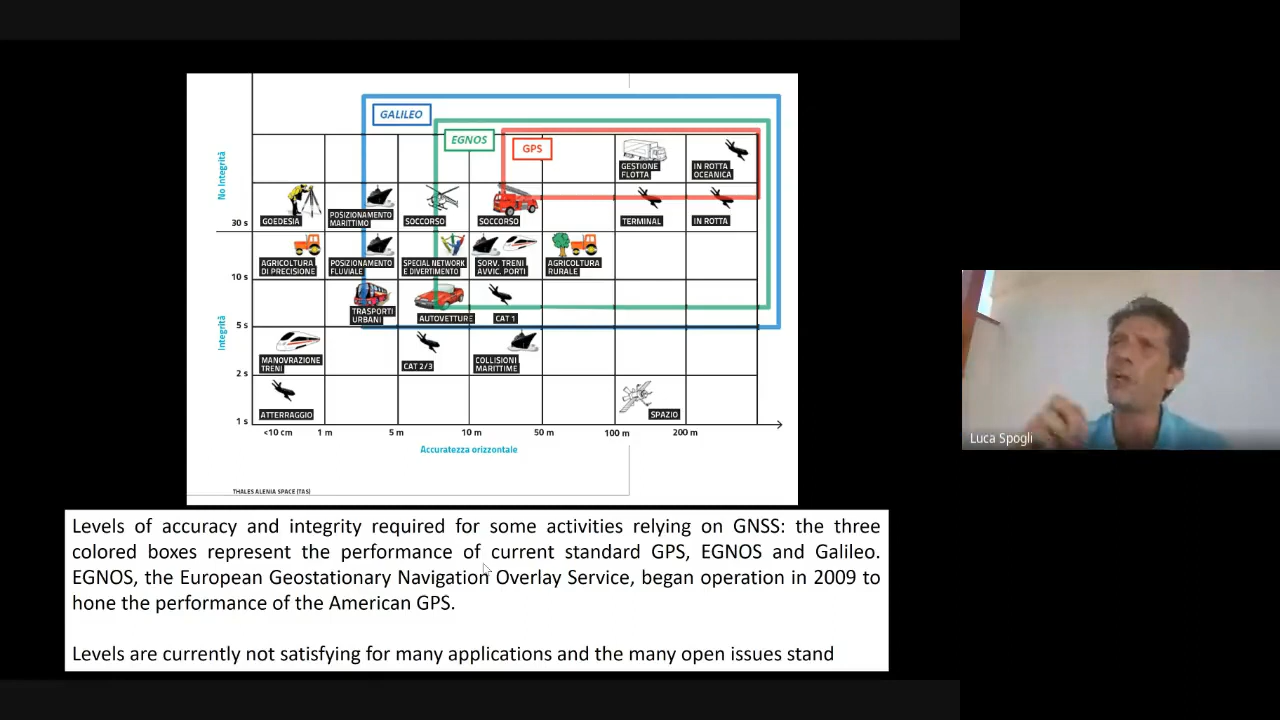 GALILEO
EGNOS
GPS
No Integrità
GESTIONE
FLOTTA
IN ROTTA
OCEANICA
GOEDESIA
POSIZIONAMENTO
MARITTIMO
SOCCORSO
SOCCORSO
TERMINAL
IN ROTTA
30 s
AGRICOLTURA
DI PRECISIONE
POSIZIONAMENTO
FLUVIALE
SPECIAL NETWORK
E DIVERTIMENTO
SORV. TRENI
AVVIC. PORTI
AGRICOLTURA
RURALE
10 s
TRASPORTI
URBANI
AUTOVETTURE
CAT 1
5 s
Integrità
MANOVRAZIONE
TRENI
CAT 2/3
COLLISIONI
MARITTIME
2 s
ATTERRAGGIO
SPAZIO
1 s
<10 cm 1 m 5 m 10 m 50 m 100 m 200 m
Accuratezza orizzontale
THALES ALENIA SPACE (TAS)
Luca Spogli
Levels of accuracy and integrity required for some activities relying on GNSS: the three
colored boxes represent the performance of current standard GPS, EGNOS and Galileo.
EGNOS, the European Geostationary Navigation Overlay Service, began operation in 2009 to
hone the performance of the American GPS.
Levels are currently not satisfying for many applications and the many open issues stand